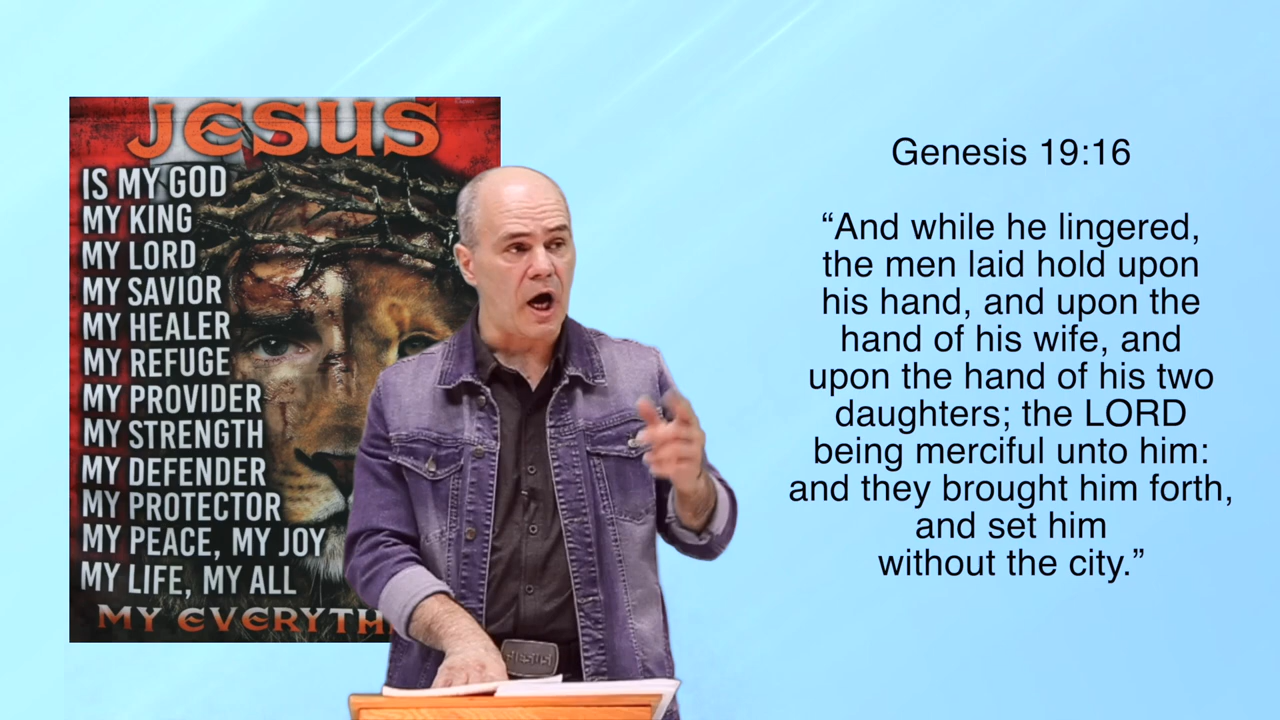 JESUS
IS MY GOD
MY KING
MY LORD
MY SAVIOR
MY HEALER
MY REFUGE
MY PROVIDER
MY STRENGTH
MY DEFENDER
MY PROTECTOR
MY PEACE, MY JOY
MY LIFE, MY ALL
MY EVERYTH
JESUS
Genesis 19:16
“And while he lingered,
the men laid hold upon
his hand, and upon the
hand of his wife, and
upon the hand of his two
daughters; the LORD
being merciful unto him:
and they brought him forth,
and set him
without the city.”